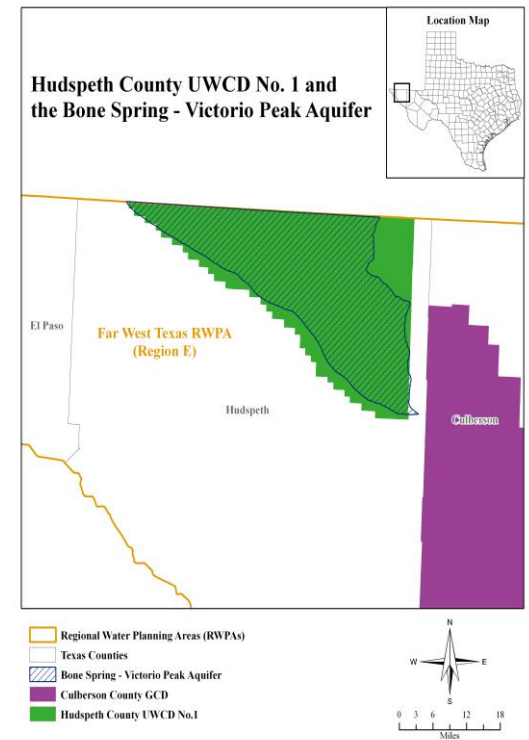 Location Map
Hudspeth County UWCD No. 1 and
the Bone Spring - Victorio Peak Aquifer
El Paso
Far West Texas RWPA
(Region E)
Hudspeth
Culberson
Regional Water Planning Areas (RWPAs)
Texas Counties
Bone Spring - Victorio Peak Aquifer
Culberson County GCD
Hudspeth County UWCD No.1
N
W
E
S
0 3 6 12 18
Miles